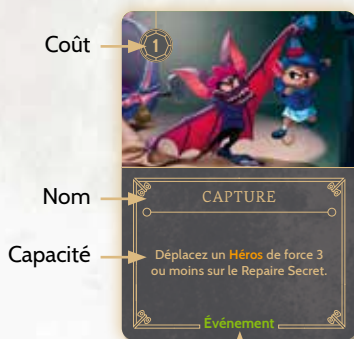 Coût
1
Nom
CAPTURE
Capacité
Déplacez un Héros de force 3
ou moins sur le Repaire Secret.
Événement